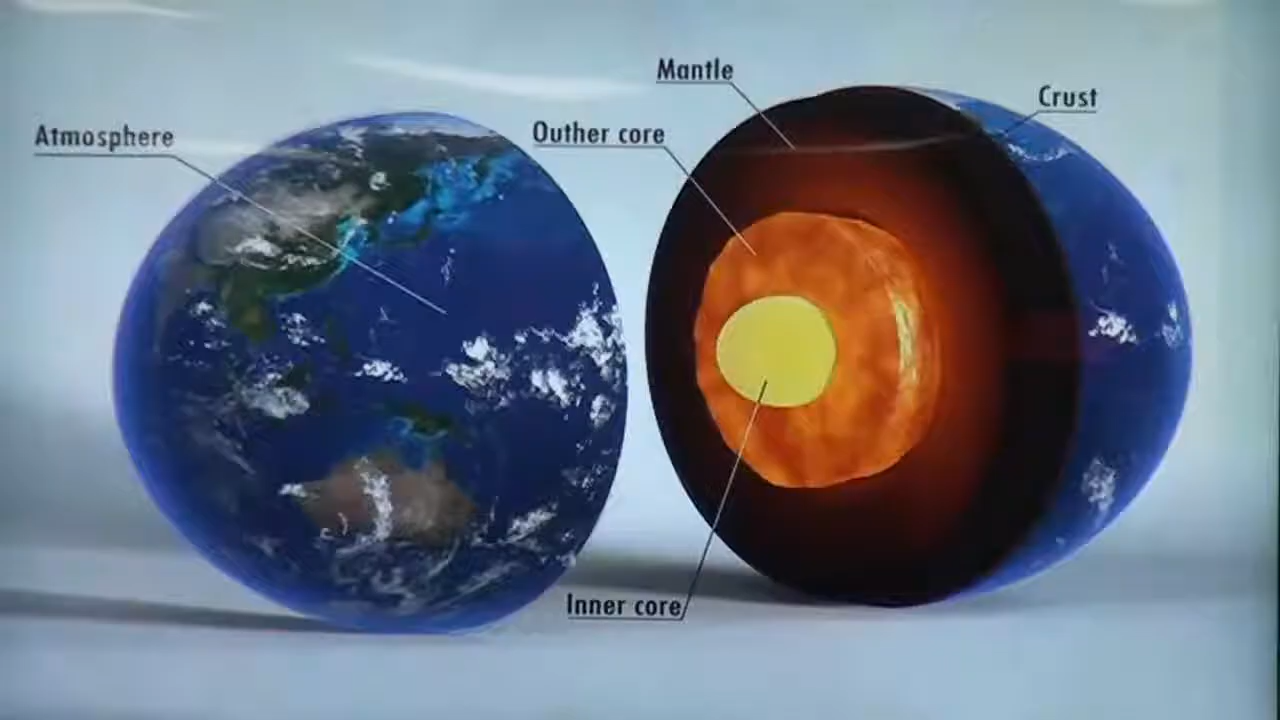 Mantle
Crust
Atmosphere
Outher core
Inner core